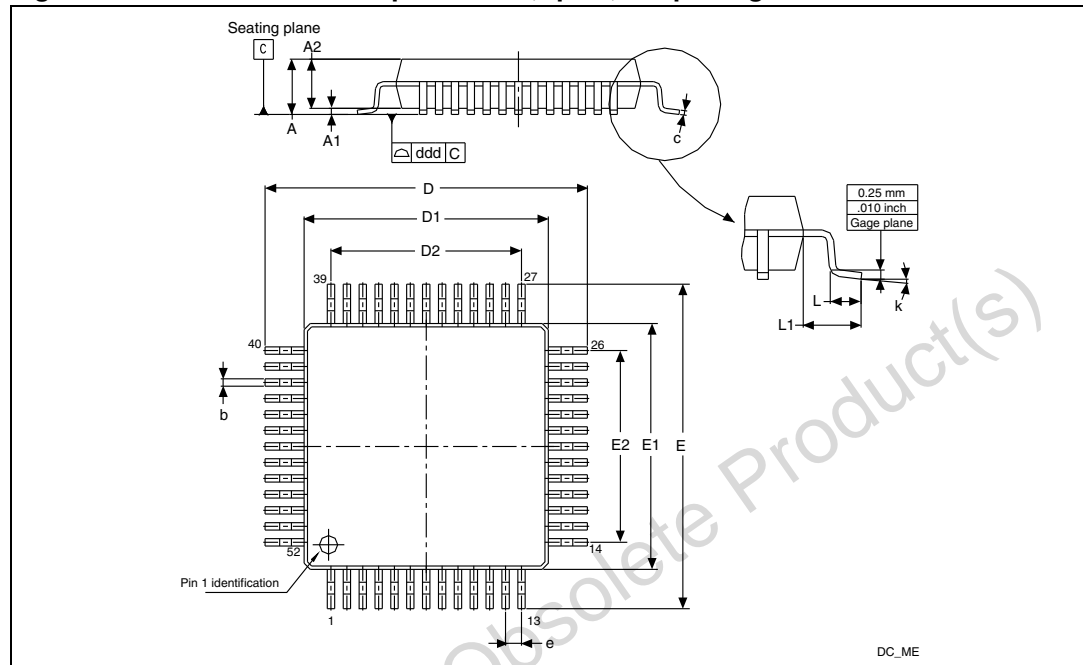 Seating plane
C
A2
A
A1
ddd C
c
0.25 mm
.010 inch
Gage plane
L
L1
k
D
D1
D2
39
27
40
26
b
E2
E1
E
52
14
Pin 1 identification
1
13
e
DC_ME
Obsolete Product(s)